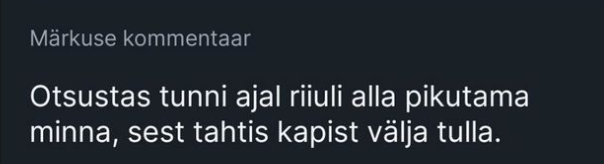 Märkuse kommentaar
Otsustas tunni ajal riiuli alla pikutama
minna, sest tahtis kapist välja tulla.